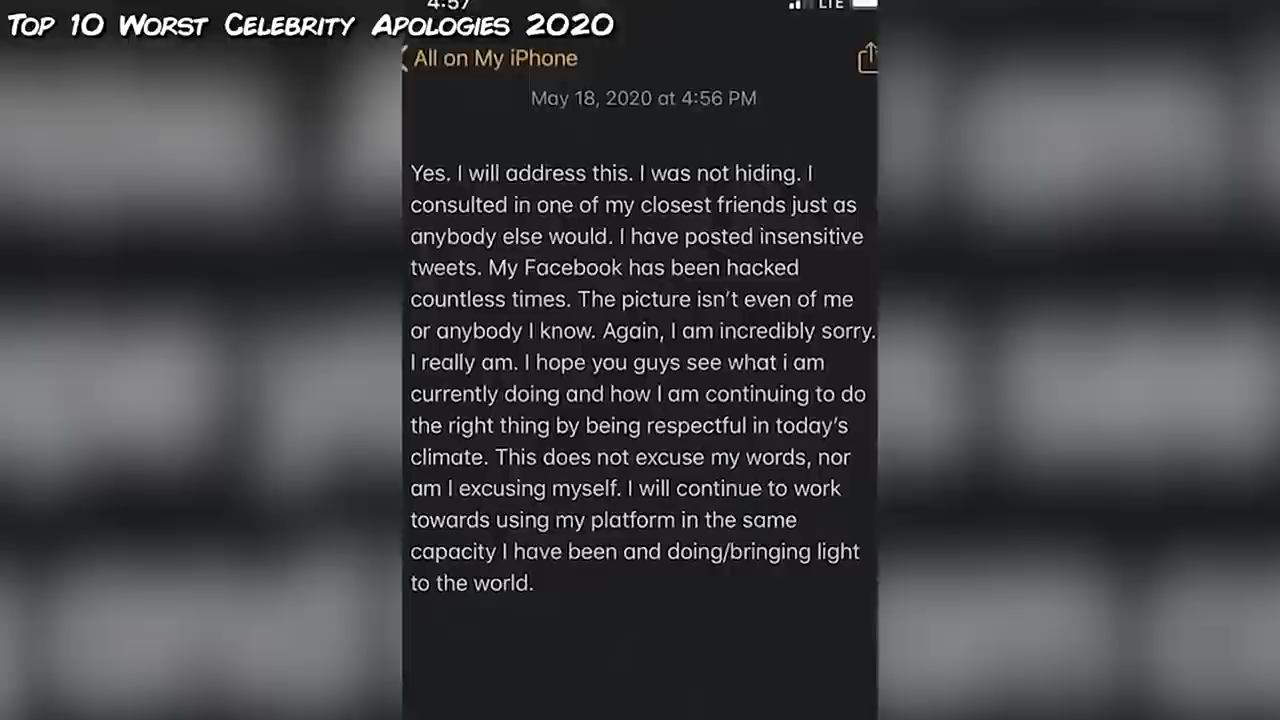 Top 10 Worst Celebrity Apologies 2020
4:57
LTE
All on My iPhone
May 18, 2020 at 4:56 PM
Yes. I will address this. I was not hiding. I
consulted in one of my closest friends just as
anybody else would. I have posted insensitive
tweets. My Facebook has been hacked
countless times. The picture isn't even of me
or anybody I know. Again, I am incredibly sorry.
I really am. I hope you guys see what i am
currently doing and how I am continuing to do
the right thing by being respectful in today's
climate. This does not excuse my words, nor
am I excusing myself. I will continue to work
towards using my platform in the same
capacity I have been and doing/bringing light
to the world.